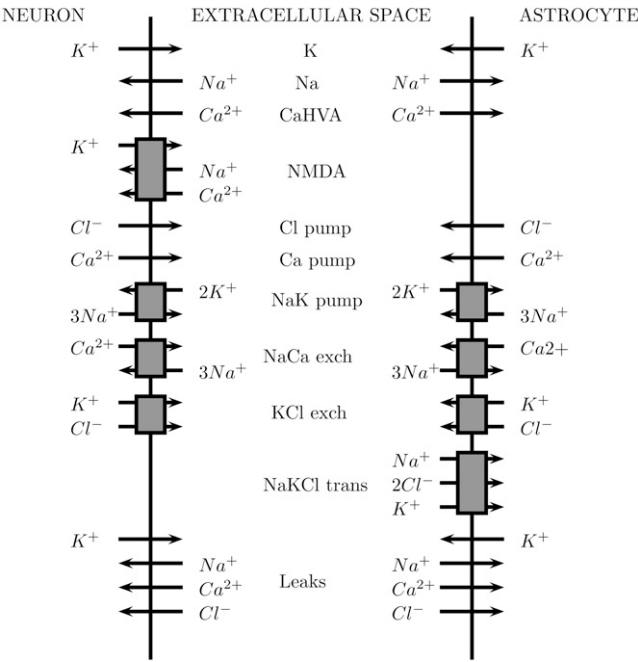 NEURON EXTRACELLULAR SPACE ASTROCYTE
K⁺ K K⁺
Na⁺ Na Na⁺
Ca²⁺ CaHVA Ca²⁺
K⁺
Na⁺ NMDA
Ca²⁺
Cl⁻ Cl pump Cl⁻
Ca²⁺ Ca pump Ca²⁺
2K⁺ NaK pump 2K⁺
3Na⁺ 3Na⁺
Ca²⁺ NaCa exch Ca2+
3Na⁺ 3Na⁺
K⁺ KCl exch K⁺
Cl⁻ Cl⁻
Na⁺
NaKCl trans 2Cl⁻
K⁺
K⁺ K⁺
Na⁺ Na⁺
Ca²⁺ Leaks Ca²⁺
Cl⁻ Cl⁻